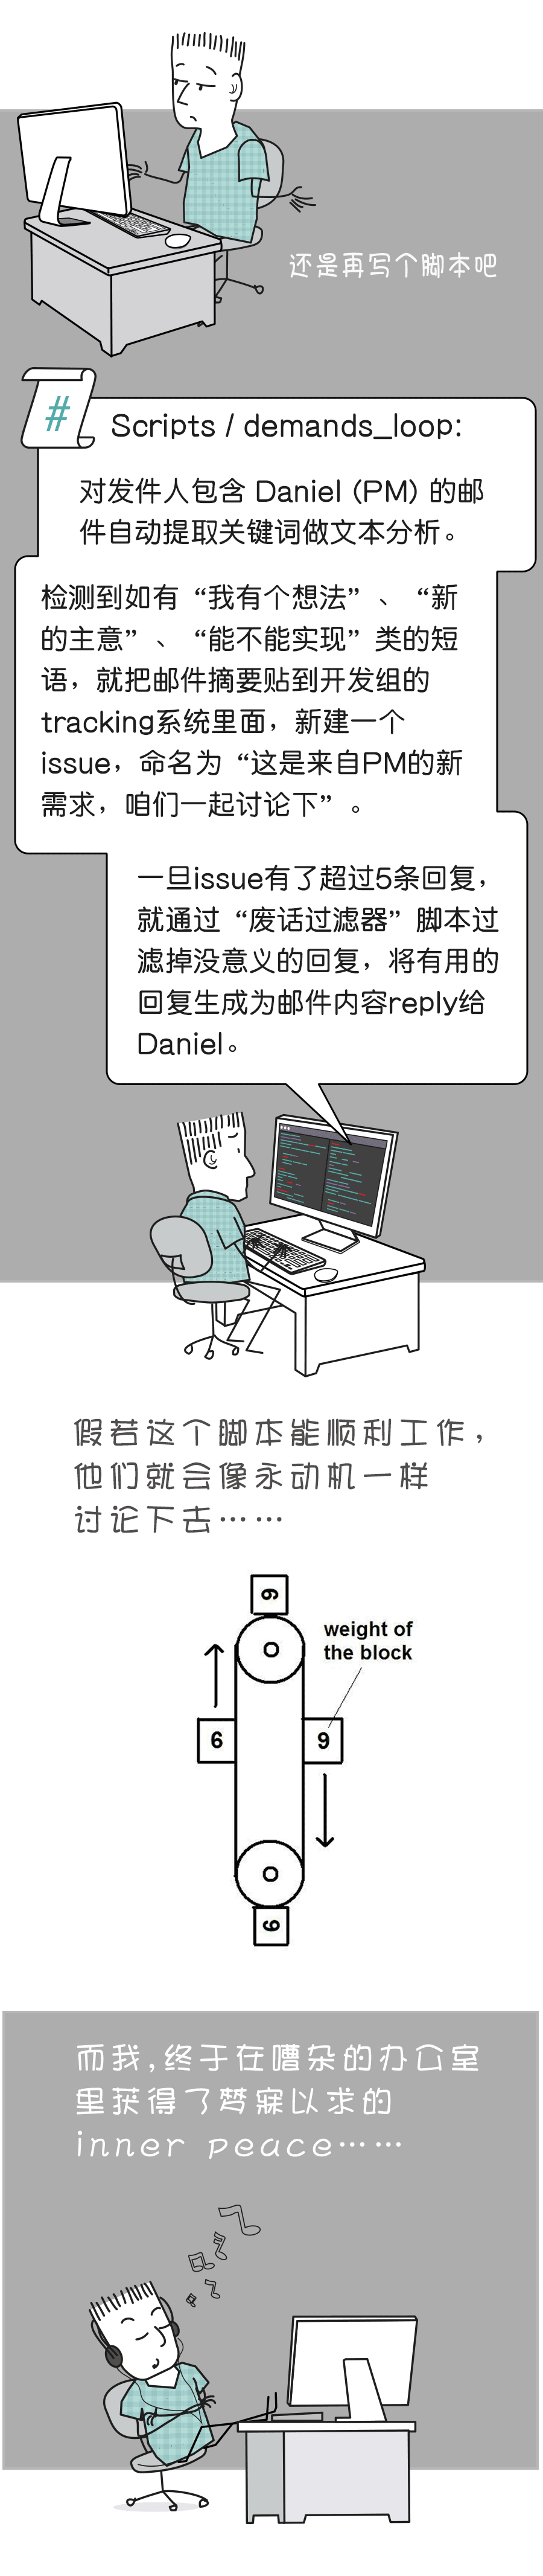 还是再写个脚本吧
#
Scripts / demands_loop:
对发件人包含 Daniel (PM) 的邮
件自动提取关键词做文本分析。
检测到如有“我有个想法”、“新
的主意”、“能不能实现”类的短
语，就把邮件摘要贴到开发组的
tracking系统里面，新建一个
issue，命名为“这是来自PM的新
需求，咱们一起讨论下”。
一旦issue有了超过5条回复，
就通过“废话过滤器”脚本过
滤掉没意义的回复，将有用的
回复生成为邮件内容reply给
Daniel。
假若这个脚本能顺利工作，
他们就会像永动机一样
讨论下去……
6
weight of
the block
6
9
6
而我,终于在嘈杂的办公室
里获得了梦寐以求的
inner peace……